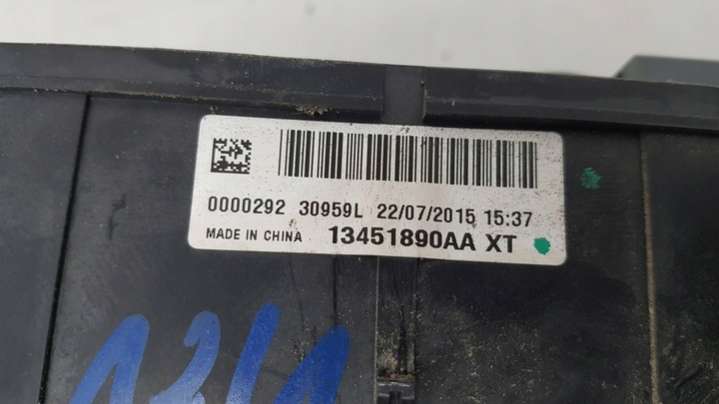 0000292 30959L 22/07/2015 15:37
MADE IN CHINA 13451890AA XT